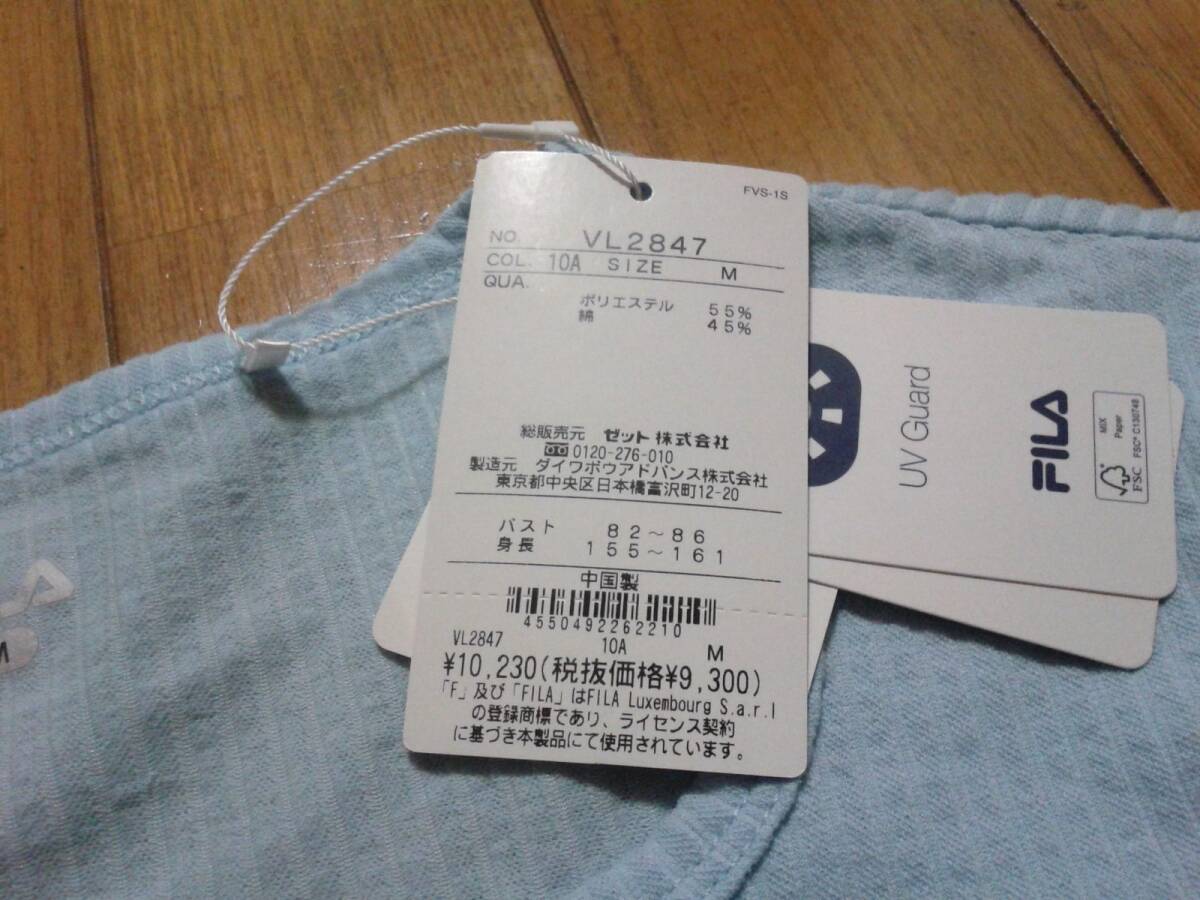 FVS-1S
NO. VL2847
COL. 10A SIZE M
QUA.
ポリエステル 55%
綿 45%
総販売元 ゼット株式会社
0120-276-010
製造元 ダイワボウアドバンス株式会社
東京都中央区日本橋富沢町12-20
バスト 82～86
身長 155～161
中国製
4550492262210
VL2847 10A M
¥10,230(税抜価格¥9,300)
「F」及び「FILA」はFILA Luxembourg S.a.r.l
の登録商標であり、ライセンス契約
に基づき本製品にて使用されています。
UV Guard
FILA
MIX
Paper
FSC® C130748
FSC
M